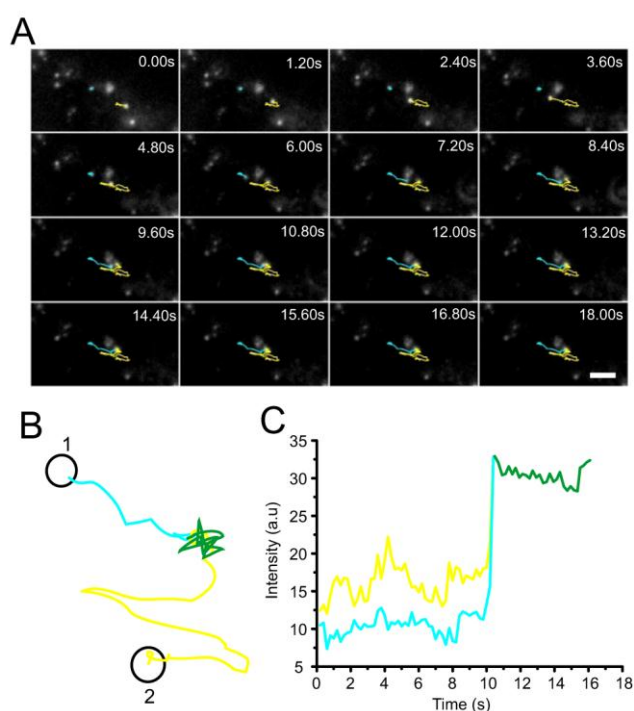 A
0.00s 1.20s 2.40s 3.60s
4.80s 6.00s 7.20s 8.40s
9.60s 10.80s 12.00s 13.20s
14.40s 15.60s 16.80s 18.00s
B
1
2
C
35
30
25
20
15
10
5
Intensity (a.u)
0 2 4 6 8 10 12 14 16 18
Time (s)